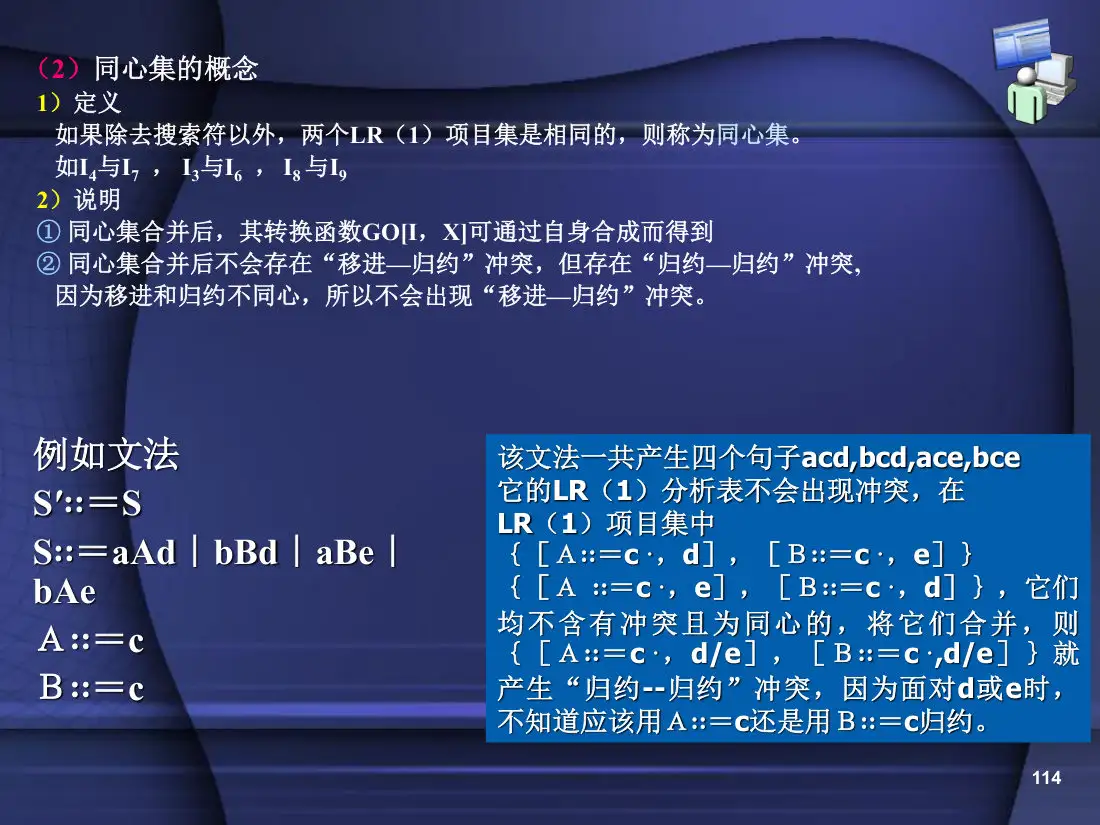 （2）同心集的概念
1）定义
如果除去搜索符以外，两个LR（1）项目集是相同的，则称为同心集。
如I4与I7 ， I3与I6 ， I8 与I9
2）说明
① 同心集合并后，其转换函数GO[I，X]可通过自身合成而得到
② 同心集合并后不会存在“移进—归约”冲突，但存在“归约—归约”冲突，
因为移进和归约不同心，所以不会出现“移进—归约”冲突。
例如文法
S′∷＝S
S∷＝aAd｜bBd｜aBe｜
bAe
Ａ∷＝c
Ｂ∷＝c
该文法一共产生四个句子acd,bcd,ace,bce
它的LR（1）分析表不会出现冲突，在
LR（1）项目集中
｛［Ａ∷＝c ·，d］，［Ｂ∷＝c ·，e］｝
｛［Ａ ∷＝c ·，e］，［Ｂ∷＝c ·，d］｝，它们
均不含有冲突且为同心的，将它们合并，则
｛［Ａ∷＝c ·，d/e］，［Ｂ∷＝c ·,d/e］｝就
产生“归约--归约”冲突，因为面对d或e时，
不知道应该用Ａ∷＝c还是用Ｂ∷＝c归约。
114